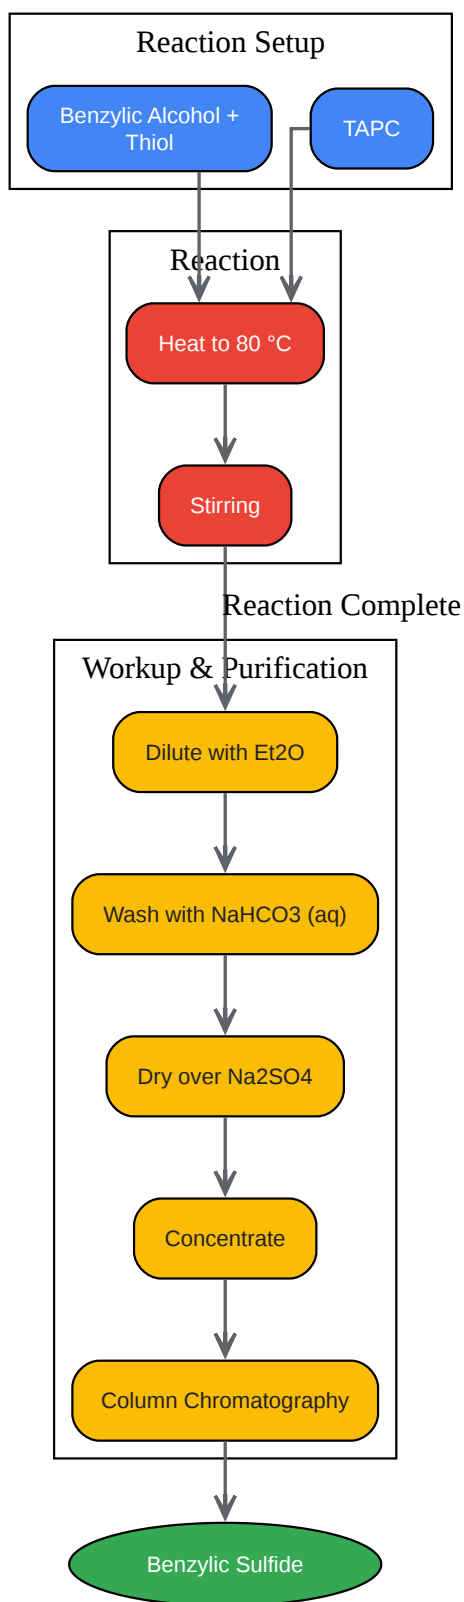 Reaction Setup
Benzylic Alcohol +
Thiol
TAPC
Reaction
Heat to 80 °C
Stirring
Reaction Complete
Workup & Purification
Dilute with Et2O
Wash with NaHCO3 (aq)
Dry over Na2SO4
Concentrate
Column Chromatography
Benzylic Sulfide